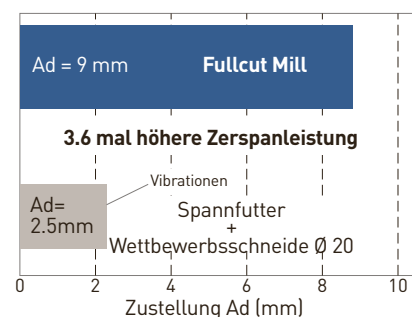 Ad = 9 mm Fullcut Mill
3.6 mal höhere Zerspanleistung
Vibrationen
Ad=
2.5mm
Spannfutter
+
Wettbewerbsschneide Ø 20
0 2 4 6 8 10
Zustellung Ad (mm)